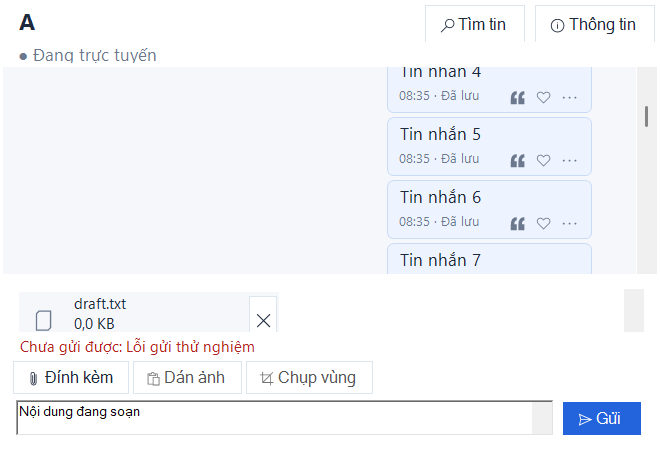 A
Tìm tin
Thông tin
Đang trực tuyến
Tin nhắn 4
08:35 · Đã lưu
Tin nhắn 5
08:35 · Đã lưu
Tin nhắn 6
08:35 · Đã lưu
Tin nhắn 7
draft.txt
0,0 KB
Chưa gửi được: Lỗi gửi thử nghiệm
Đính kèm
Dán ảnh
Chụp vùng
Nội dung đang soạn
Gửi